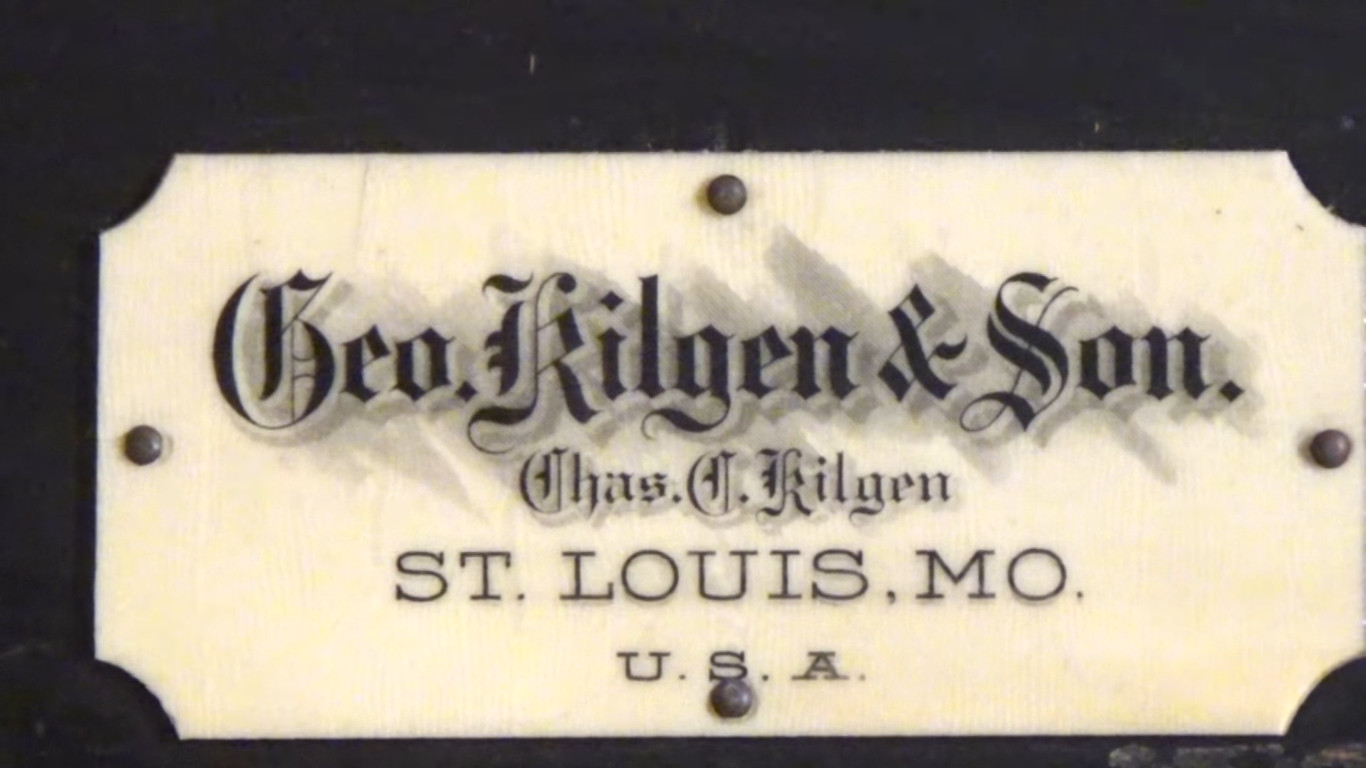 Geo. Kilgen & Son.
Chas. C. Kilgen
ST. LOUIS, MO.
U. S. A.